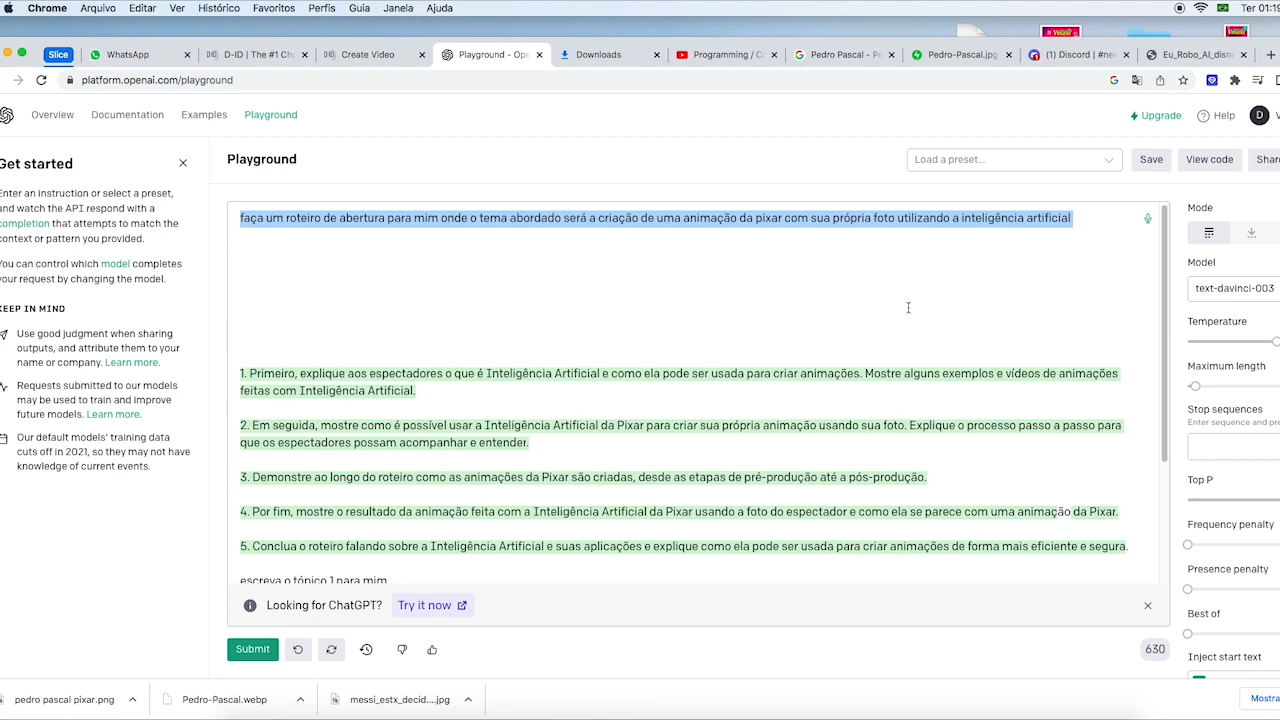 Chrome Arquivo Editar Ver Histórico Favoritos Perfis Guia Janela Ajuda Ter 01:19
Slice WhatsApp D-ID | The #1 Cho Create Video Playground - Ope Downloads Programming / C Pedro Pascal - P Pedro-Pascal.jpg (1) Discord | #ne Eu_Robo_AI_disne
platform.openai.com/playground
Overview Documentation Examples Playground Upgrade Help D
Get started
Enter an instruction or select a preset,
and watch the API respond with a
completion that attempts to match the
context or pattern you provided.
You can control which model completes
your request by changing the model.
KEEP IN MIND
Use good judgment when sharing
outputs, and attribute them to your
name or company. Learn more.
Requests submitted to our models
may be used to train and improve
future models. Learn more.
Our default models' training data
cuts off in 2021, so they may not have
knowledge of current events.
Playground Load a preset... Save View code Share
faça um roteiro de abertura para mim onde o tema abordado será a criação de uma animação da pixar com sua própria foto utilizando a inteligência artificial
1. Primeiro, explique aos espectadores o que é Inteligência Artificial e como ela pode ser usada para criar animações. Mostre alguns exemplos e vídeos de animações
feitas com Inteligência Artificial.
2. Em seguida, mostre como é possível usar a Inteligência Artificial da Pixar para criar sua própria animação usando sua foto. Explique o processo passo a passo para
que os espectadores possam acompanhar e entender.
3. Demonstre ao longo do roteiro como as animações da Pixar são criadas, desde as etapas de pré-produção até a pós-produção.
4. Por fim, mostre o resultado da animação feita com a Inteligência Artificial da Pixar usando a foto do espectador e como ela se parece com uma animação da Pixar.
5. Conclua o roteiro falando sobre a Inteligência Artificial e suas aplicações e explique como ela pode ser usada para criar animações de forma mais eficiente e segura.
escreva o tópico 1 para mim
Looking for ChatGPT? Try it now
Submit 630
Mode
Model
text-davinci-003
Temperature
Maximum length
Stop sequences
Enter sequence and pre
Top P
Frequency penalty
Presence penalty
Best of
Inject start text
pedro pascal pixar.png Pedro-Pascal.webp messi_estx_decid....jpg Mostra